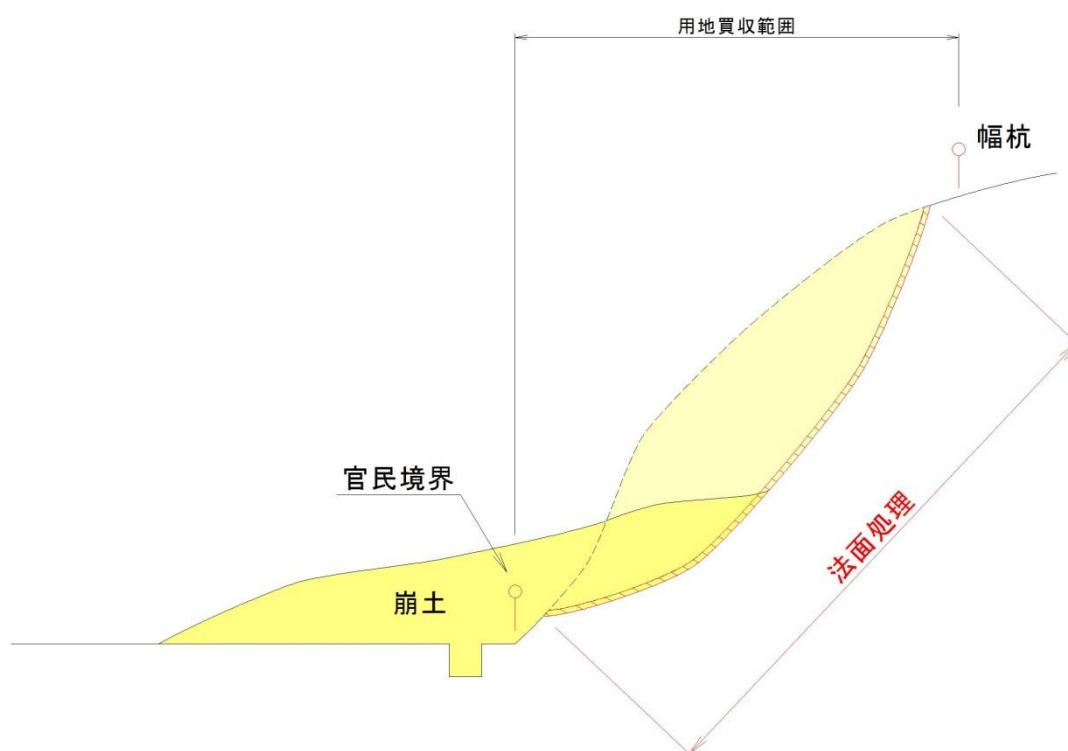 用地買収範囲
幅杭
官民境界
崩土
法面処理